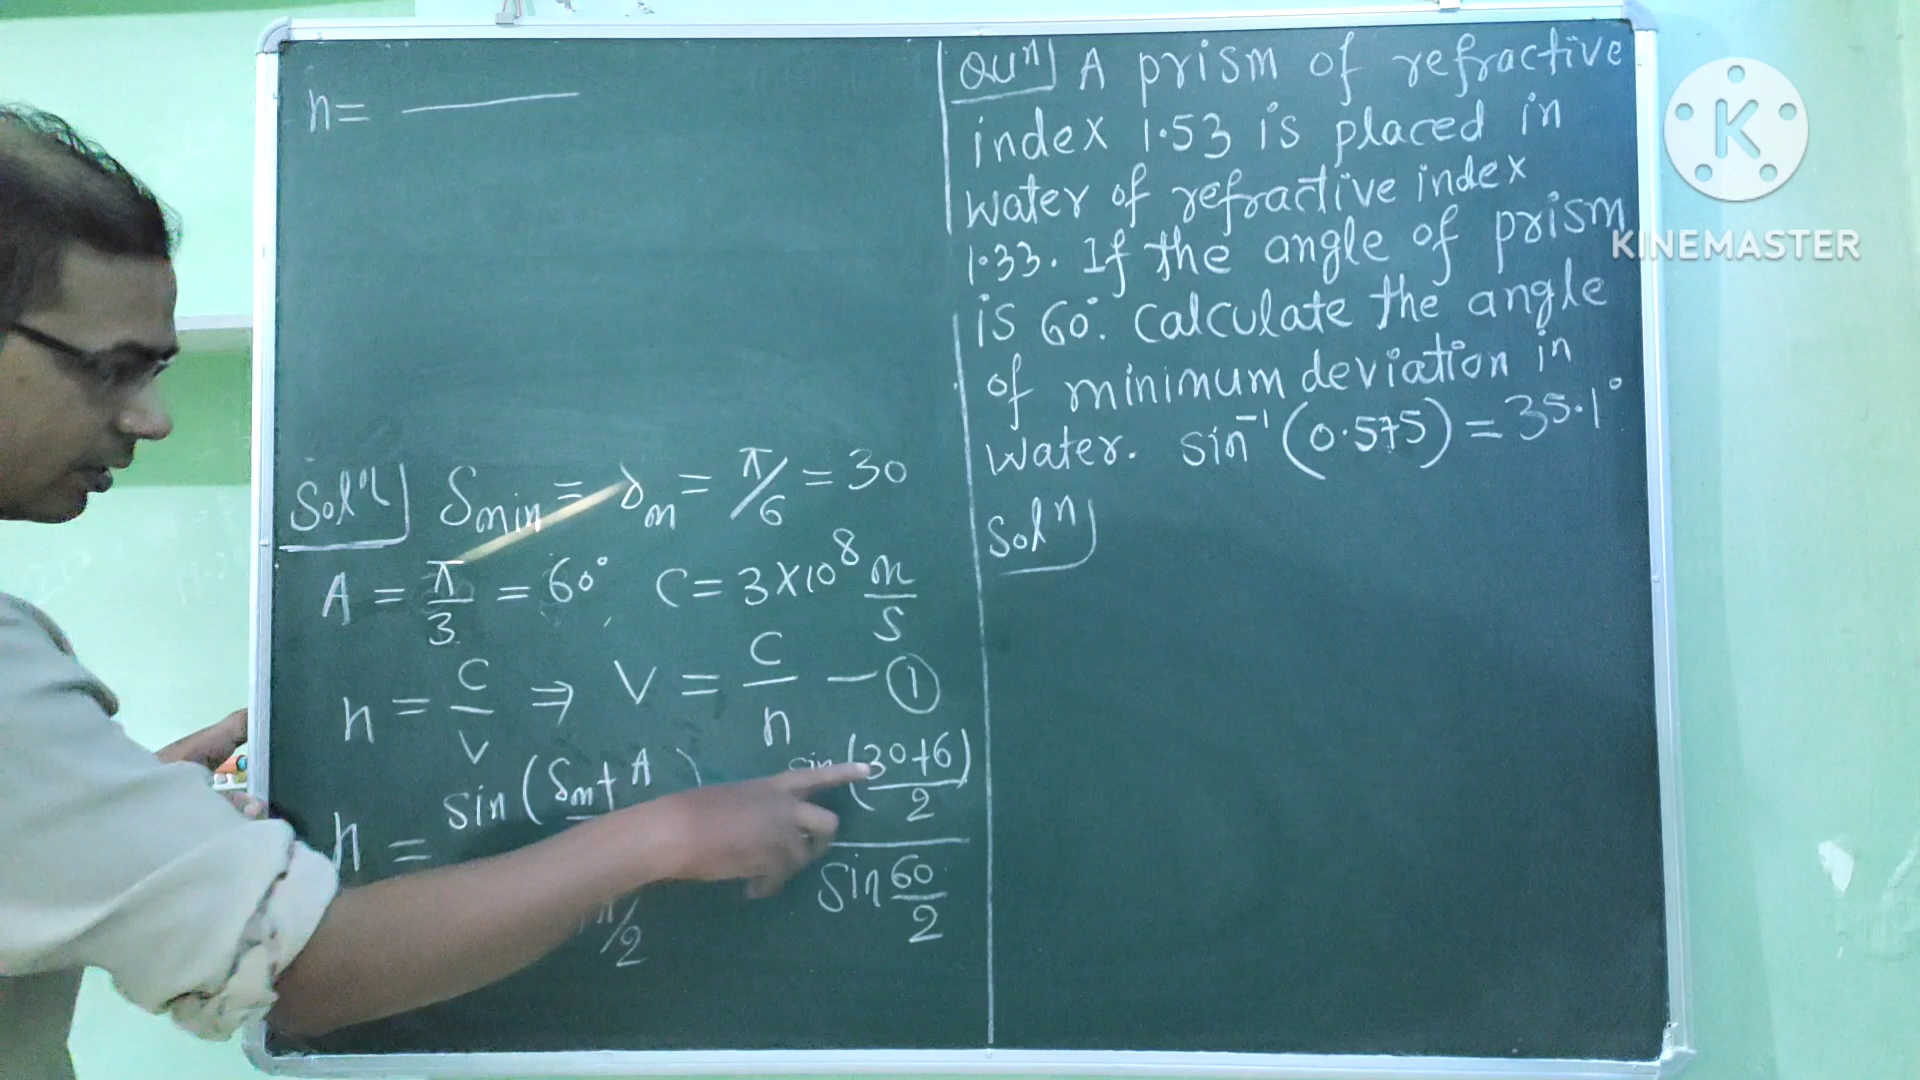 n=
Solⁿ] δmin = δm = π/6 = 30
A = π/3 = 60° C = 3×10⁸ m/s
n = C/V ⇒ V = C/n - ①
n = sin (δm + A )
sin (30+6)/2
/2
sin 60/2
Quⁿ] A prism of refractive
index 1.53 is placed in
water of refractive index
1.33. If the angle of prism
is 60°. Calculate the angle
of minimum deviation in
water. sin⁻¹ (0.575) = 35.1°
Solⁿ]
K
KINEMASTER